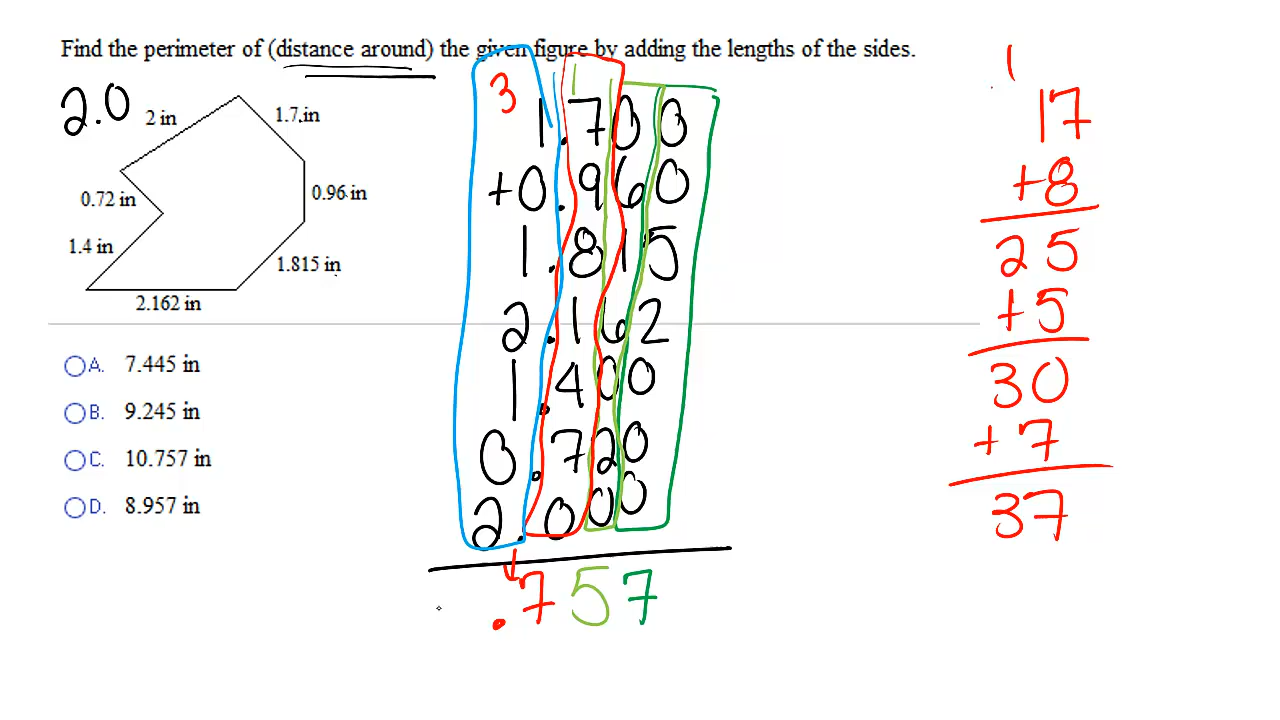 Find the perimeter of (distance around) the given figure by adding the lengths of the sides.
2.0
2 in
1.7 in
0.72 in
0.96 in
1.4 in
1.815 in
2.162 in
A. 7.445 in
B. 9.245 in
C. 10.757 in
D. 8.957 in
3 1
1.700
+0.960
1.815
2.162
1.400
0.720
2.000
.757
1
17
+8
25
+5
30
+7
37